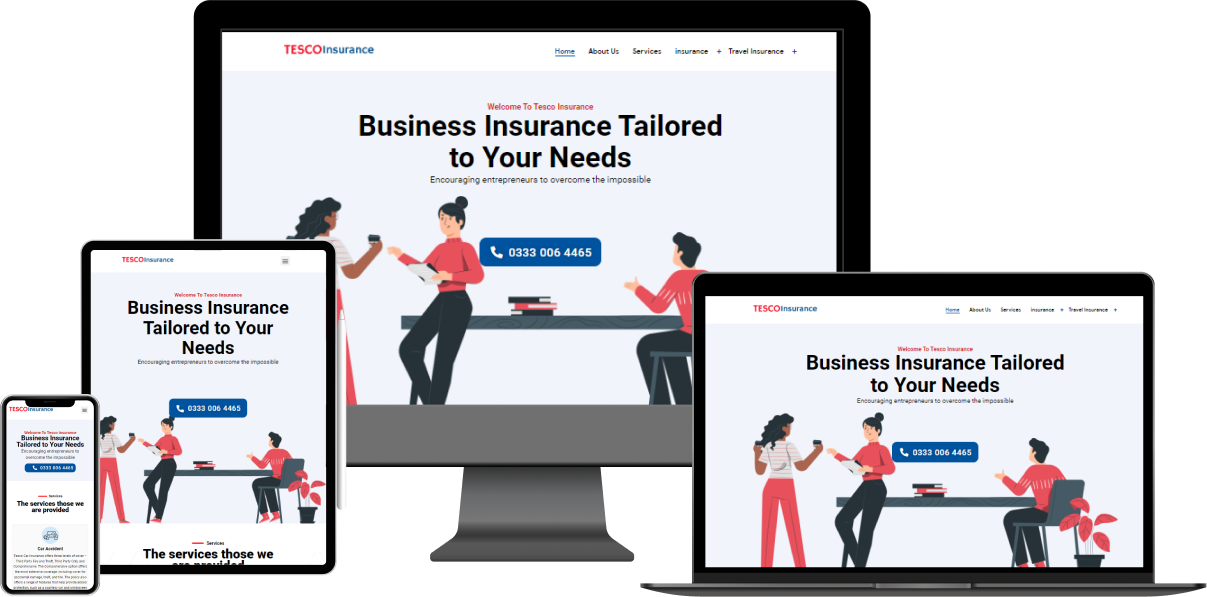 TESCOInsurance
Home About Us Services insurance + Travel Insurance +
Welcome To Tesco Insurance
Business Insurance Tailored
to Your Needs
Encouraging entrepreneurs to overcome the impossible
0333 006 4465
TESCOInsurance
Welcome To Tesco Insurance
Business Insurance
Tailored to Your
Needs
Encouraging entrepreneurs to overcome the impossible
0333 006 4465
Services
The services those we
are provided
TESCOInsurance
Home About Us Services insurance + Travel Insurance +
Welcome To Tesco Insurance
Business Insurance Tailored
to Your Needs
Encouraging entrepreneurs to overcome the impossible
0333 006 4465
TESCOInsurance
Welcome To Tesco Insurance
Business Insurance
Tailored to Your Needs
Encouraging entrepreneurs to
overcome the impossible
0333 006 4465
Services
The services those we
are provided
Car Accident